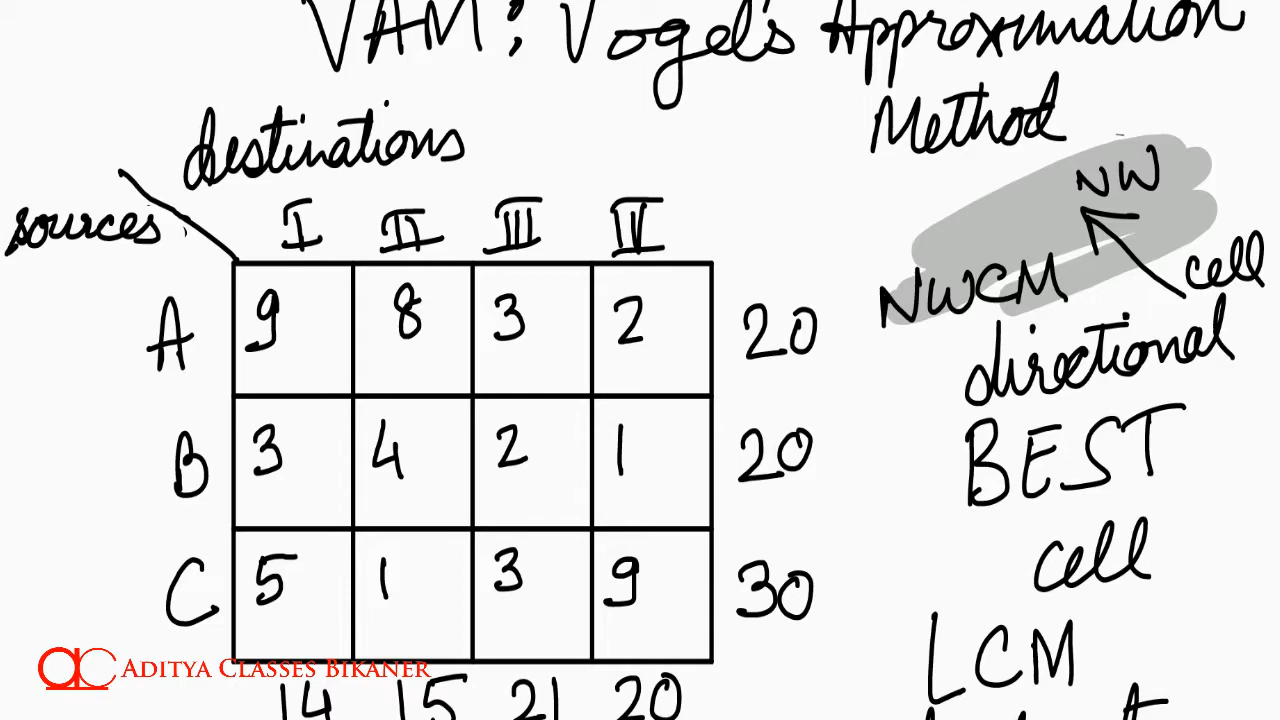 VAM : Vogel's Approximation
Method
destinations
sources
I II III IV
A 9 8 3 2 20
B 3 4 2 1 20
C 5 1 3 9 30
14 15 21 20
NW
NWCM cell
directional
BEST
cell
LCM
ADITYA CLASSES BIKANER